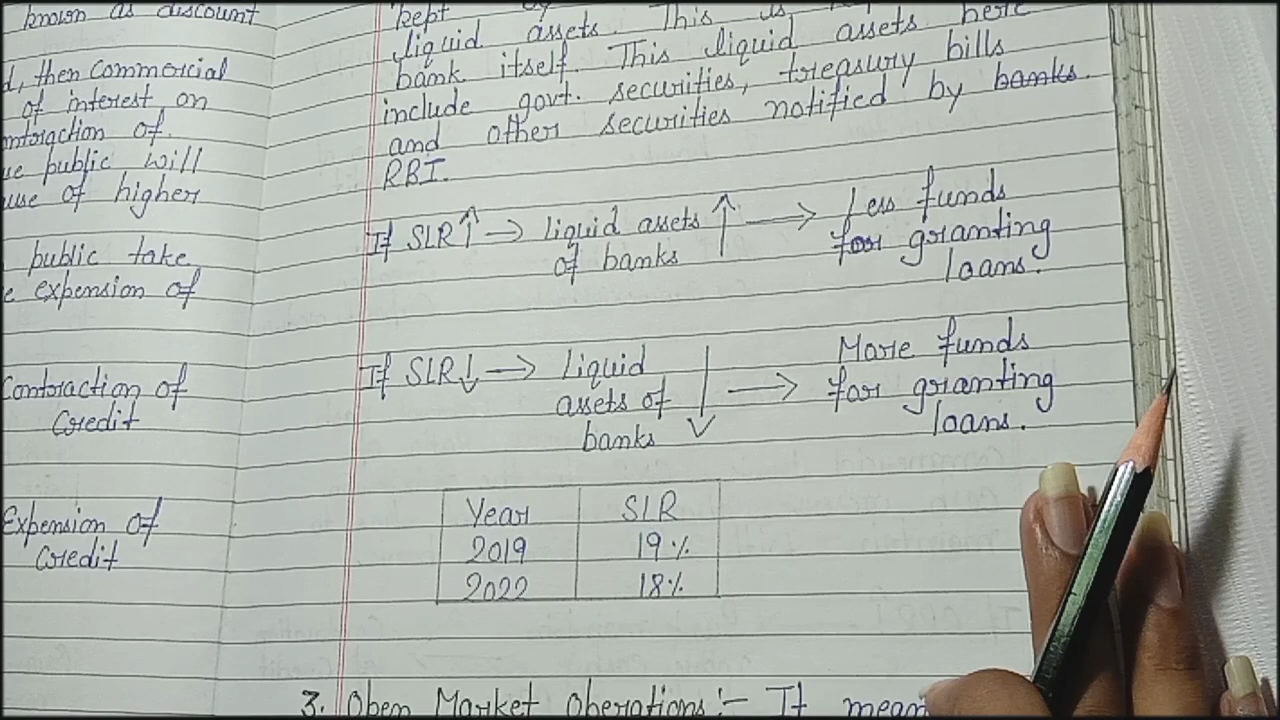 known as discount
d, then commercial
of interest on
ontraction of
public will
use of higher
public take
expension of
Contraction of
Credit
Expension of
Credit
kept
liquid assets. This is
bank itself. This liquid assets here
include govt. securities, treasury bills
and other securities notified by banks.
RBI.
If SLR↑ → liquid assets ↑ → Less funds
of banks for granting
loans.
If SLR↓ → liquid ↓ → More funds
assets of for granting
banks loans.
Year SLR
2019 19%
2022 18%
3. Open Market Operations:- It mean